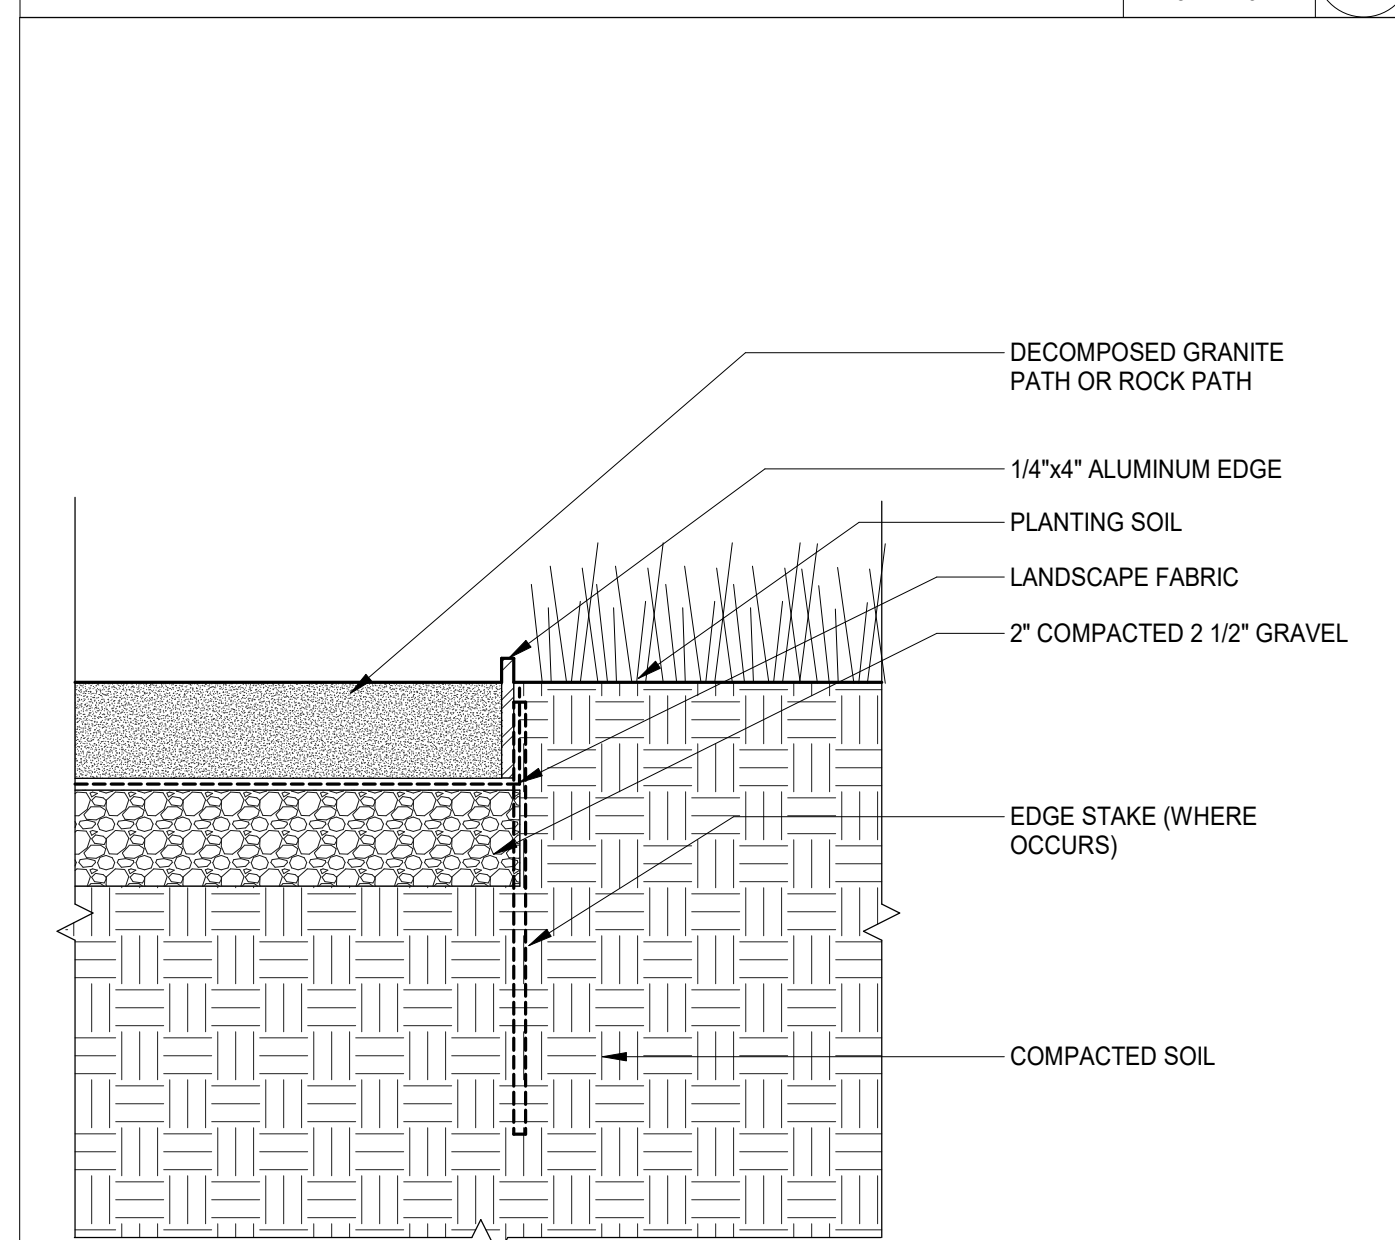 DECOMPOSED GRANITE
PATH OR ROCK PATH
1/4"x4" ALUMINUM EDGE
PLANTING SOIL
LANDSCAPE FABRIC
2" COMPACTED 2 1/2" GRAVEL
EDGE STAKE (WHERE
OCCURS)
COMPACTED SOIL